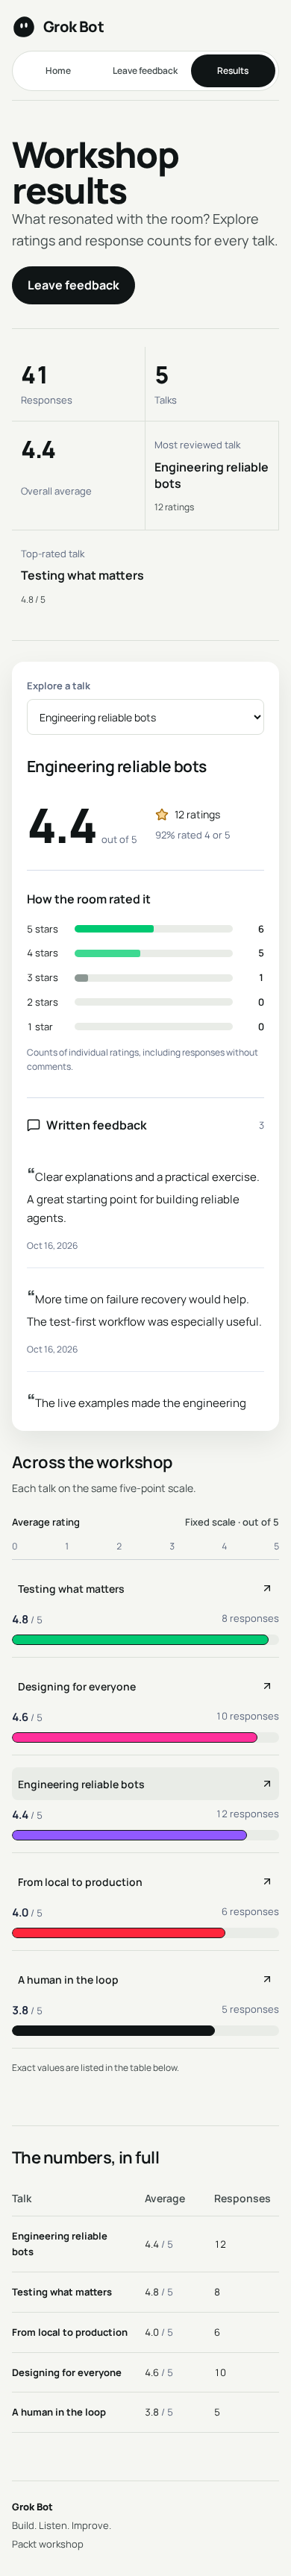 Grok Bot
Home
Leave feedback
Results
Workshop
results
What resonated with the room? Explore
ratings and response counts for every talk.
Leave feedback
41
Responses
5
Talks
4.4
Overall average
Most reviewed talk
Engineering reliable
bots
12 ratings
Top-rated talk
Testing what matters
4.8 / 5
Explore a talk
Engineering reliable bots
Engineering reliable bots
4.4 out of 5
12 ratings
92% rated 4 or 5
How the room rated it
5 stars 6
4 stars 5
3 stars 1
2 stars 0
1 star 0
Counts of individual ratings, including responses without
comments.
Written feedback 3
“Clear explanations and a practical exercise.
A great starting point for building reliable
agents.
Oct 16, 2026
“More time on failure recovery would help.
The test-first workflow was especially useful.
Oct 16, 2026
“The live examples made the engineering
Across the workshop
Each talk on the same five-point scale.
Average rating Fixed scale · out of 5
0 1 2 3 4 5
Testing what matters
4.8 / 5 8 responses
Designing for everyone
4.6 / 5 10 responses
Engineering reliable bots
4.4 / 5 12 responses
From local to production
4.0 / 5 6 responses
A human in the loop
3.8 / 5 5 responses
Exact values are listed in the table below.
The numbers, in full
Talk Average Responses
Engineering reliable
bots
4.4 / 5 12
Testing what matters 4.8 / 5 8
From local to production 4.0 / 5 6
Designing for everyone 4.6 / 5 10
A human in the loop 3.8 / 5 5
Grok Bot
Build. Listen. Improve.
Packt workshop